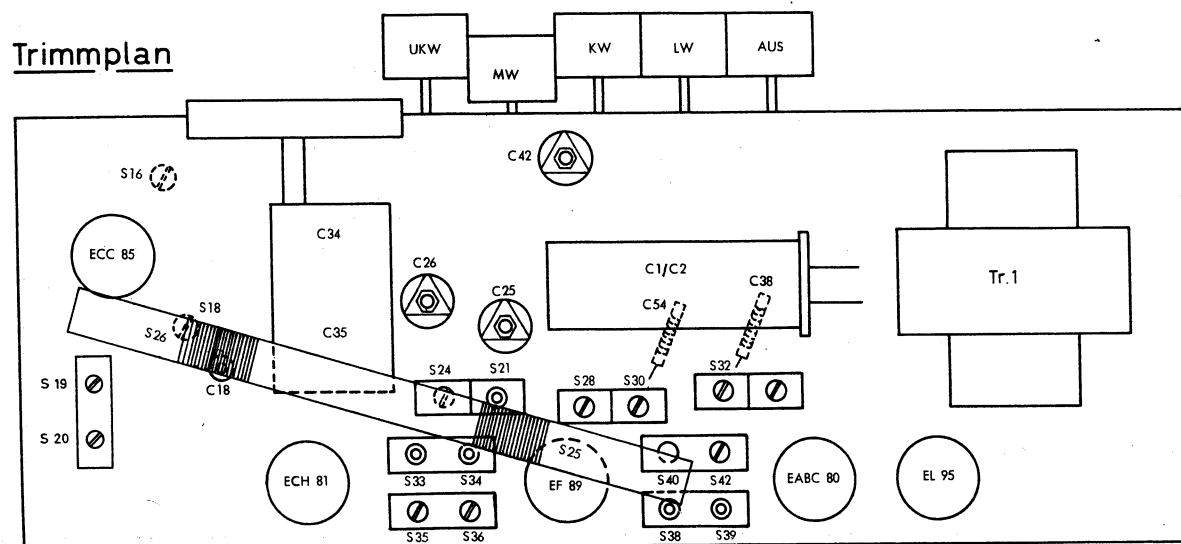 Trimmplan
UKW
MW
KW
LW
AUS
C42
S16
ECC 85
C34
C26
C25
C1/C2
C54
C38
Tr.1
S18
S26
C35
C18
S 19
S 20
S24
S21
S28
S30
S32
S33
S34
S25
S40
S42
ECH 81
EF 89
EABC 80
EL 95
S35
S36
S38
S39